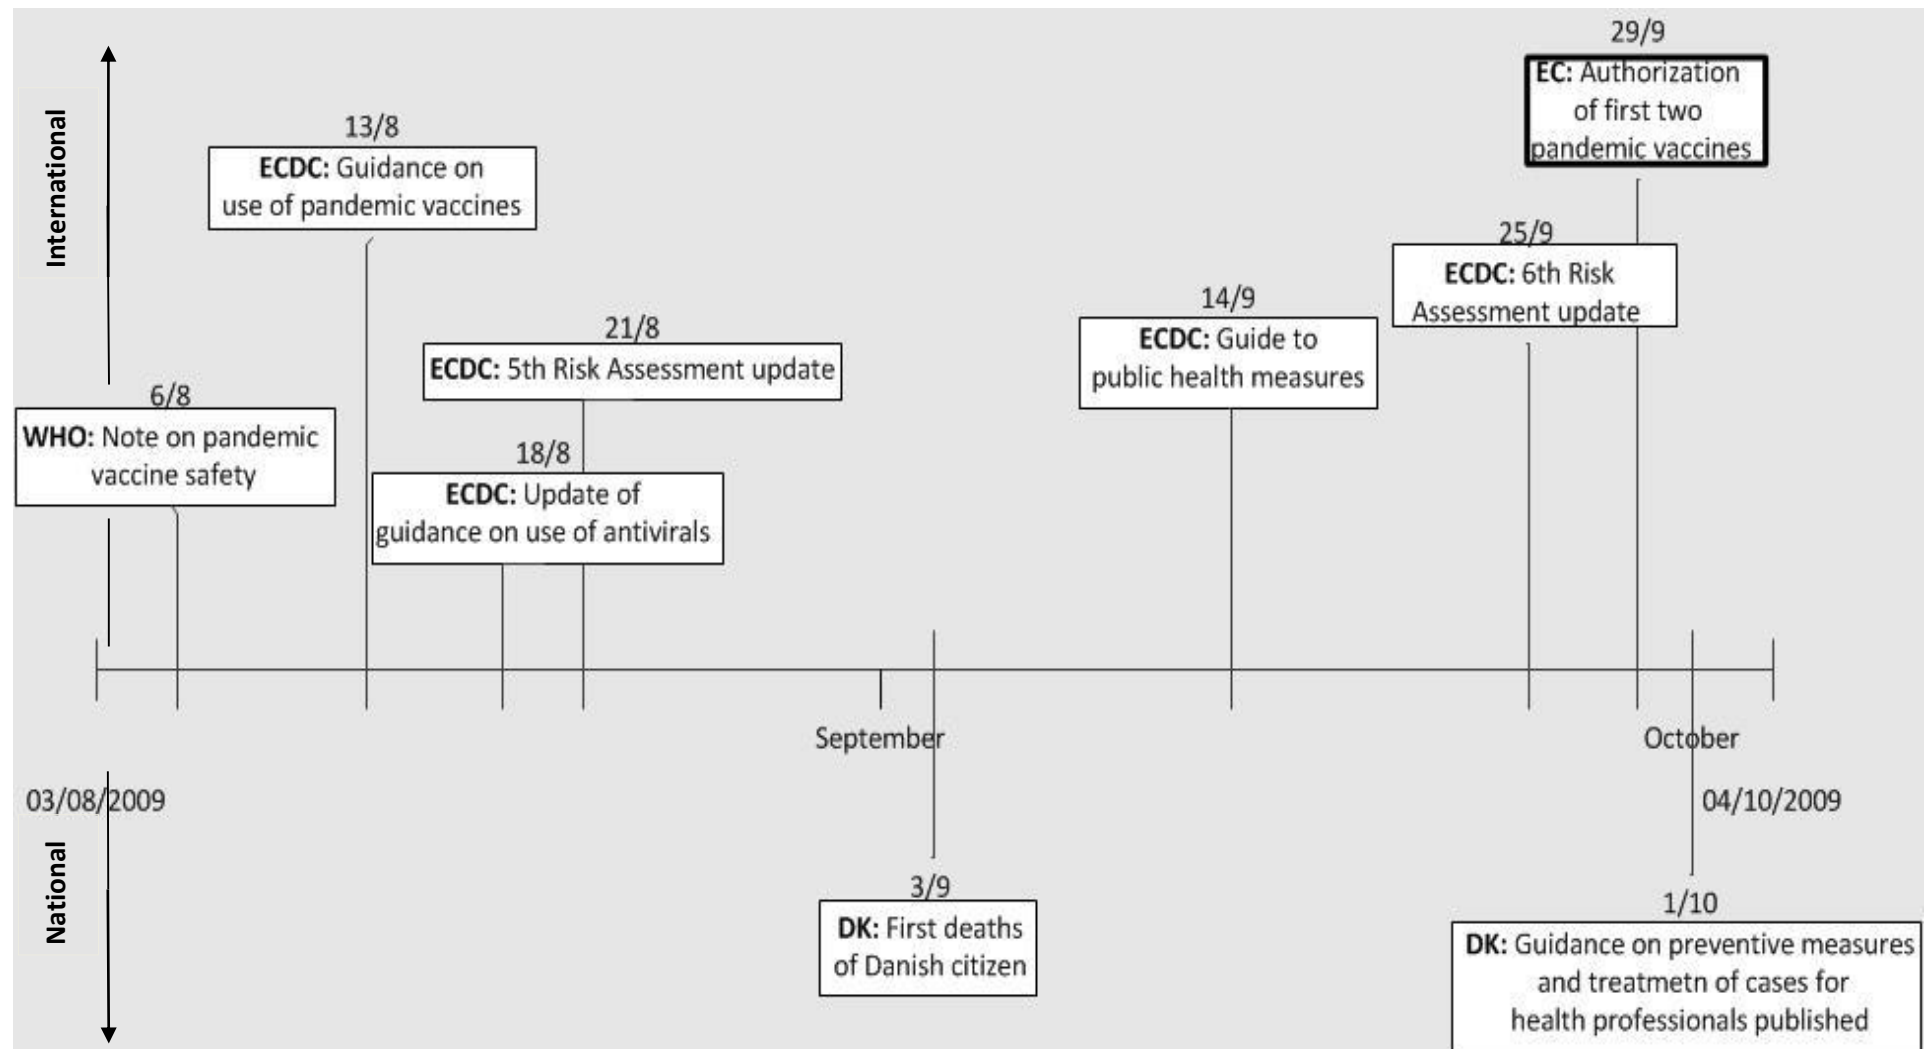 International
29/9
EC: Authorization
of first two
pandemic vaccines
13/8
ECDC: Guidance on
use of pandemic vaccines
25/9
ECDC: 6th Risk
Assessment update
14/9
ECDC: Guide to
public health measures
21/8
ECDC: 5th Risk Assessment update
6/8
WHO: Note on pandemic
vaccine safety
18/8
ECDC: Update of
guidance on use of antivirals
September
October
03/08/2009
04/10/2009
National
3/9
DK: First deaths
of Danish citizen
1/10
DK: Guidance on preventive measures
and treatmetn of cases for
health professionals published